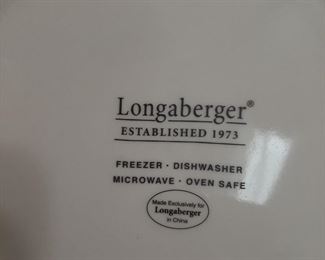 Longaberger®
ESTABLISHED 1973
FREEZER · DISHWASHER
MICROWAVE · OVEN SAFE
Made Exclusively for
Longaberger
in China